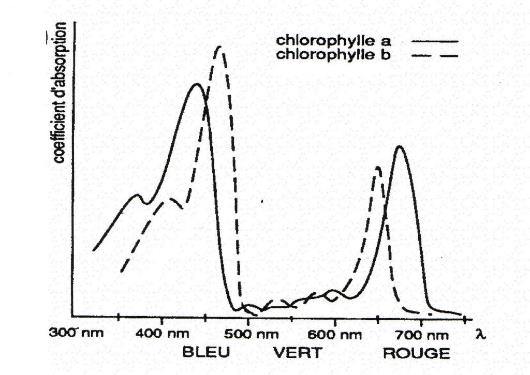 coefficient d'absorption
chlorophylle a
chlorophylle b
300 nm 400 nm 500 nm 600 nm 700 nm λ
BLEU VERT ROUGE